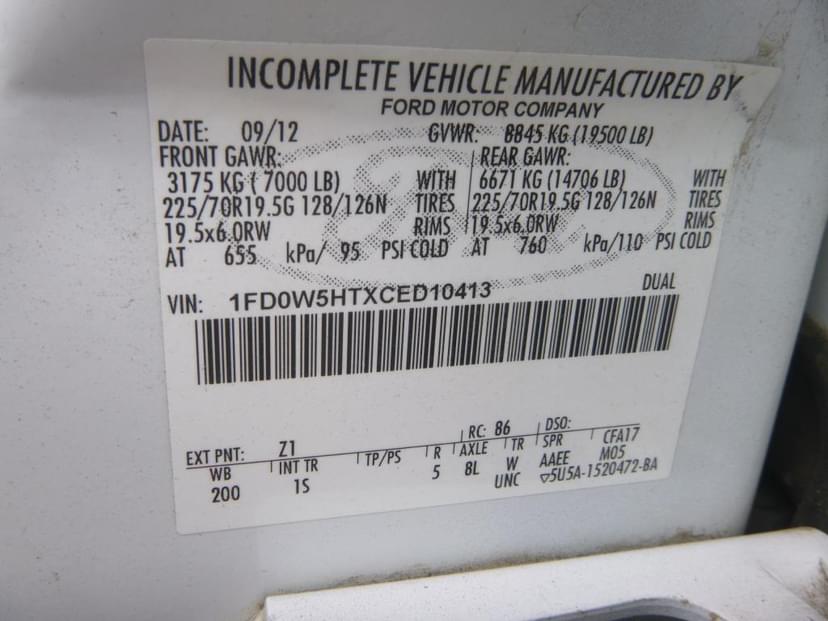 INCOMPLETE VEHICLE MANUFACTURED BY
FORD MOTOR COMPANY
DATE: 09/12 GVWR: 8845 KG (19500 LB)
FRONT GAWR: REAR GAWR:
3175 KG (7000 LB) WITH 6671 KG (14706 LB) WITH
225/70R19.5G 128/126N TIRES 225/70R19.5G 128/126N TIRES
19.5x6.0RW RIMS 19.5x6.0RW RIMS
AT 655 kPa/ 95 PSI COLD AT 760 kPa/110 PSI COLD
VIN: 1FD0W5HTXCED10413 DUAL
EXT PNT: Z1 RC: 86 DSO:
WB INT TR TP/PS R AXLE TR SPR CFA17
200 1S 5 8L W AAEE M05
UNC ▽5U5A-1520472-BA